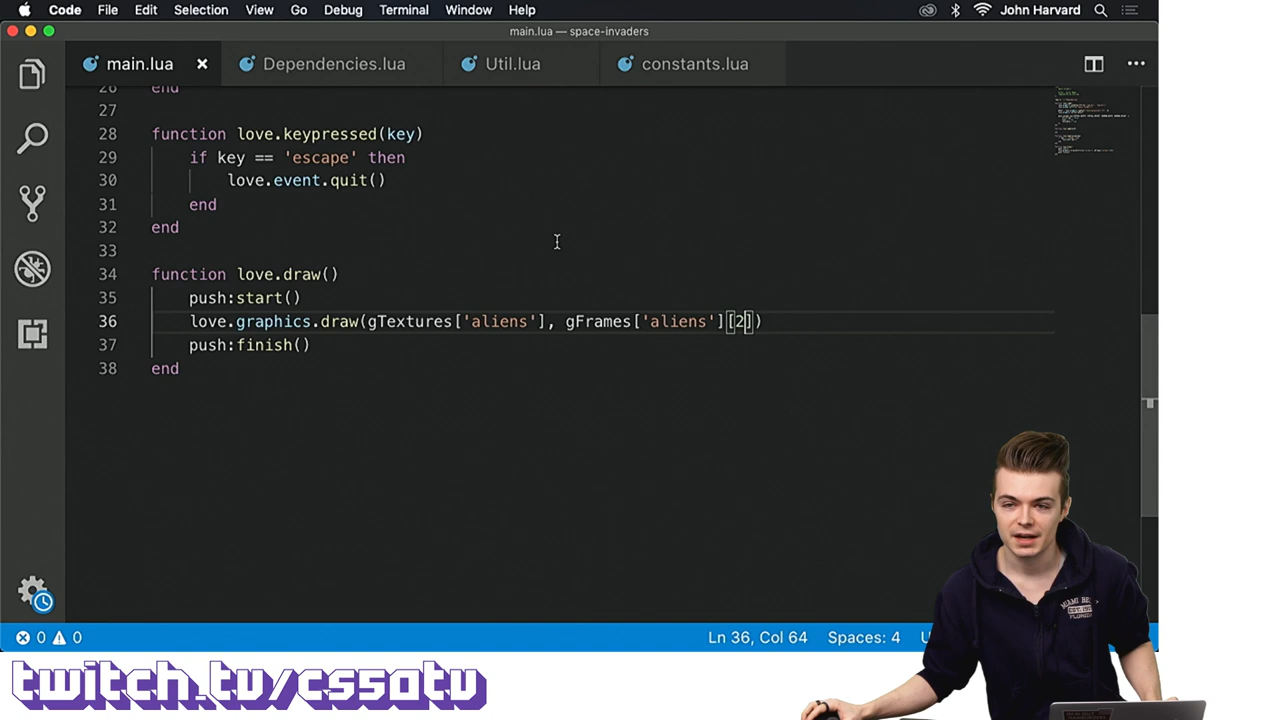 Code File Edit Selection View Go Debug Terminal Window Help John Harvard
main.lua — space-invaders
main.lua Dependencies.lua Util.lua constants.lua
26 end
27
28 function love.keypressed(key)
29 if key == 'escape' then
30 love.event.quit()
31 end
32 end
33
34 function love.draw()
35 push:start()
36 love.graphics.draw(gTextures['aliens'], gFrames['aliens'][2])
37 push:finish()
38 end
0 0 Ln 36, Col 64 Spaces: 4
twitch.tv/cs50tv